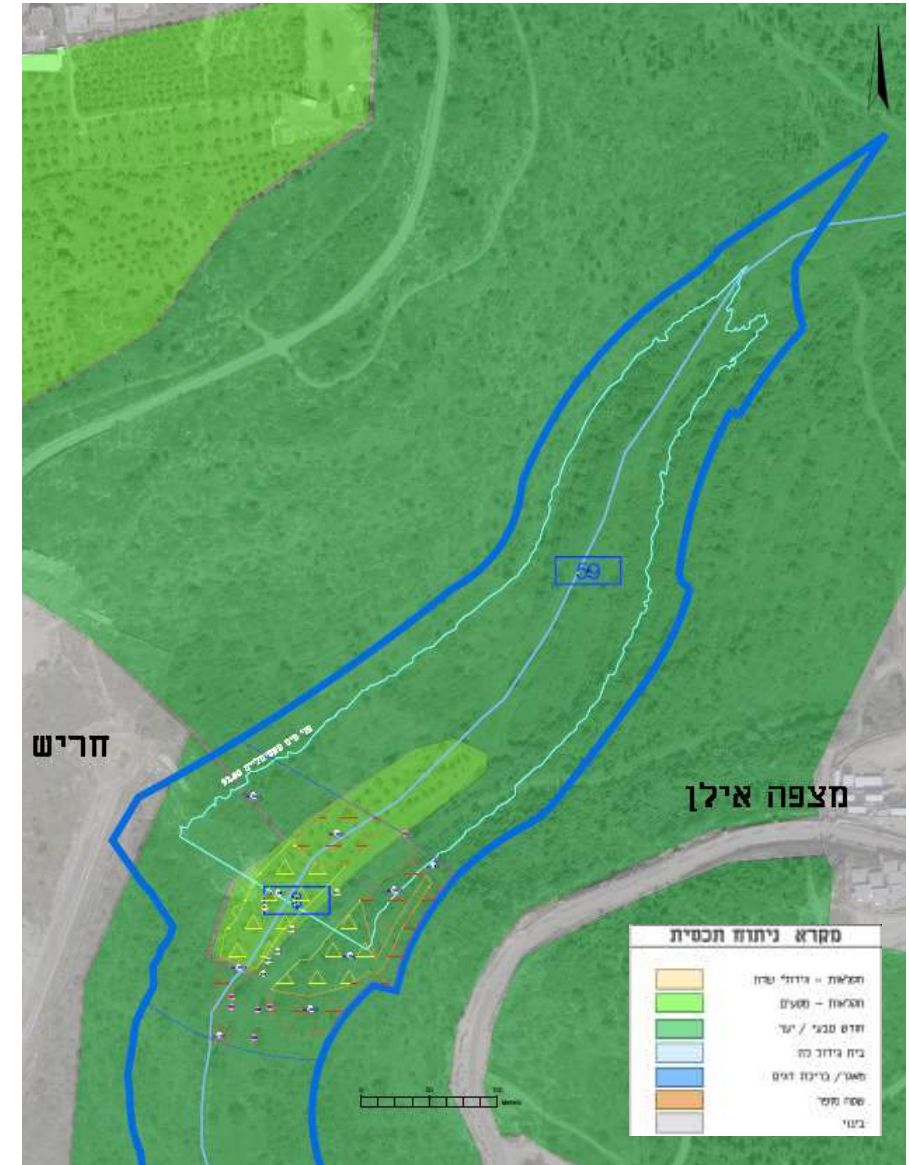 59
חריש
מצפה אילן
מקרא ניתוח תכסית
חקלאות - גידולי שדה
חקלאות - מטעים
חורש טבעי / יער
בית גידול לח
מאגר/ בריכת דגים
שטח מופר
בינוי